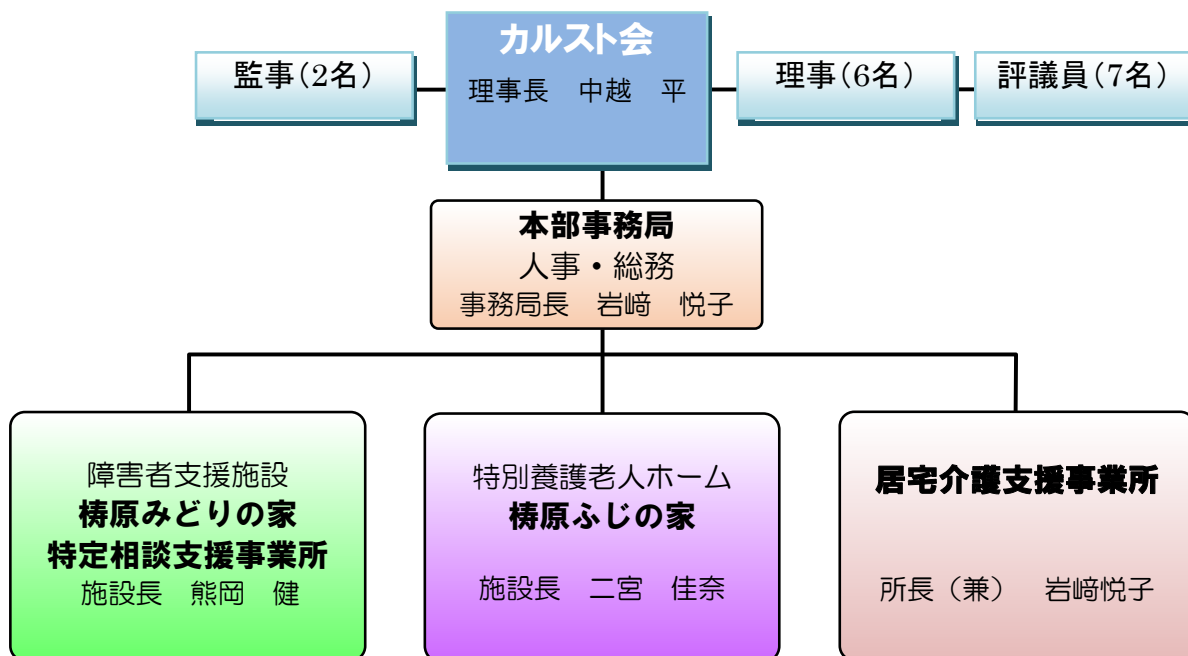 カルスト会
理事長　中越　平
監事(2名)
理事(6名)
評議員(7名)
本部事務局
人事・総務
事務局長　岩﨑　悦子
障害者支援施設
梼原みどりの家
特定相談支援事業所
施設長　熊岡　健
特別養護老人ホーム
梼原ふじの家
施設長　二宮　佳奈
居宅介護支援事業所
所長（兼）　岩﨑悦子